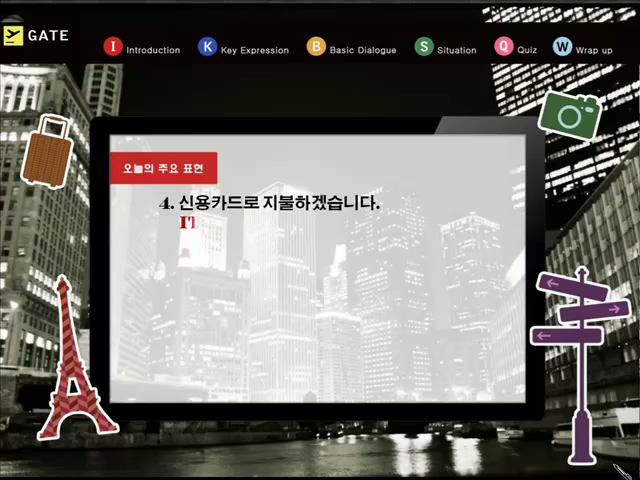 GATE
I Introduction
K Key Expression
B Basic Dialogue
S Situation
Q Quiz
W Wrap up
오늘의 주요 표현
4. 신용카드로 지불하겠습니다.
I'l